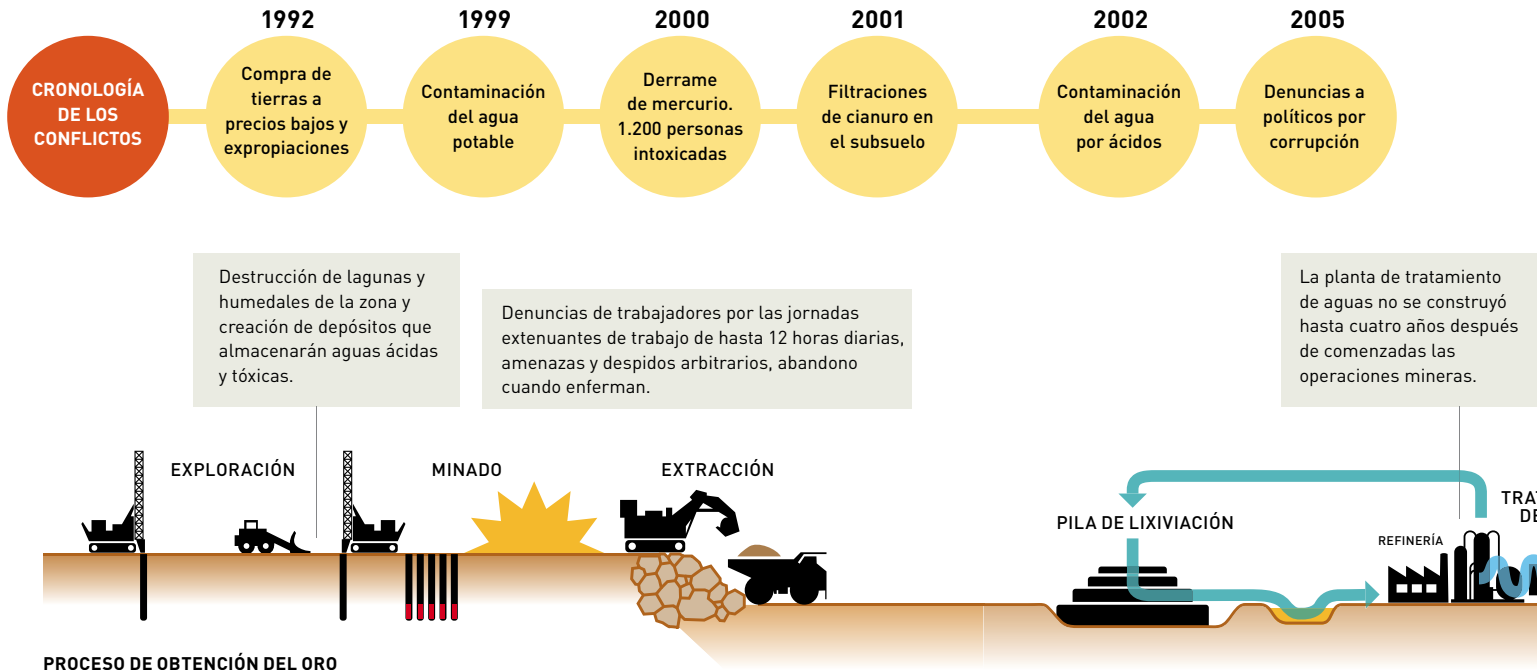 1992
1999
2000
2001
2002
2005
CRONOLOGÍA
DE LOS
CONFLICTOS
Compra de
tierras a
precios bajos y
expropiaciones
Contaminación
del agua
potable
Derrame
de mercurio.
1.200 personas
intoxicadas
Filtraciones
de cianuro en
el subsuelo
Contaminación
del agua
por ácidos
Denuncias a
políticos por
corrupción
Destrucción de lagunas y
humedales de la zona y
creación de depósitos que
almacenarán aguas ácidas
y tóxicas.
Denuncias de trabajadores por las jornadas
extenuantes de trabajo de hasta 12 horas diarias,
amenazas y despidos arbitrarios, abandono
cuando enferman.
La planta de tratamiento
de aguas no se construyó
hasta cuatro años después
de comenzadas las
operaciones mineras.
EXPLORACIÓN
MINADO
EXTRACCIÓN
PILA DE LIXIVIACIÓN
REFINERÍA
PROCESO DE OBTENCIÓN DEL ORO